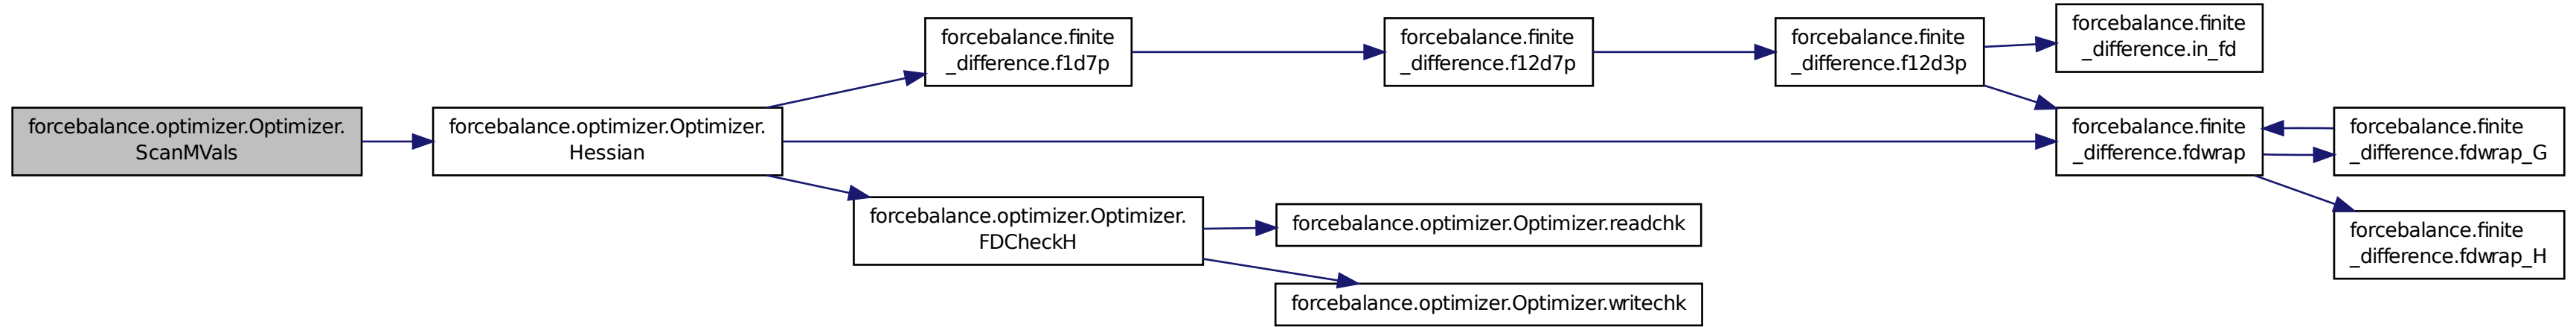 forcebalance.optimizer.Optimizer.
ScanMVals
forcebalance.optimizer.Optimizer.
Hessian
forcebalance.finite
_difference.f1d7p
forcebalance.finite
_difference.f12d7p
forcebalance.finite
_difference.f12d3p
forcebalance.finite
_difference.in_fd
forcebalance.finite
_difference.fdwrap
forcebalance.finite
_difference.fdwrap_G
forcebalance.finite
_difference.fdwrap_H
forcebalance.optimizer.Optimizer.
FDCheckH
forcebalance.optimizer.Optimizer.readchk
forcebalance.optimizer.Optimizer.writechk